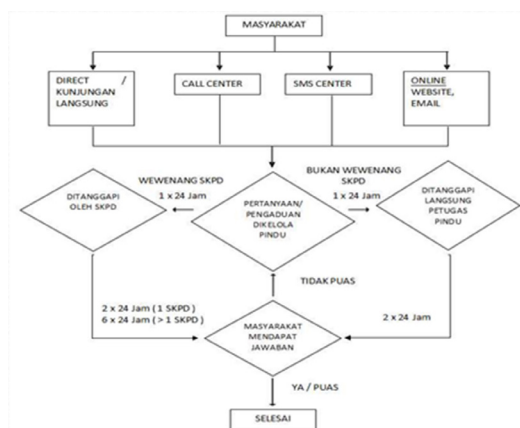 MASYARAKAT
DIRECT /
KUNJUNGAN
LANGSUNG
CALL CENTER
SMS CENTER
ONLINE
WEBSITE,
EMAIL
WEWENANG SKPD
1 x 24 Jam
BUKAN WEWENANG
SKPD
1 x 24 Jam
DITANGGAPI
OLEH SKPD
PERTANYAAN/
PENGADUAN
DIKELOLA
PINDU
DITANGGAPI
LANGSUNG
PETUGAS
PINDU
TIDAK PUAS
2 x 24 Jam ( 1 SKPD )
6 x 24 Jam ( > 1 SKPD )
2 x 24 Jam
MASYARAKAT
MENDAPAT
JAWABAN
YA / PUAS
SELESAI